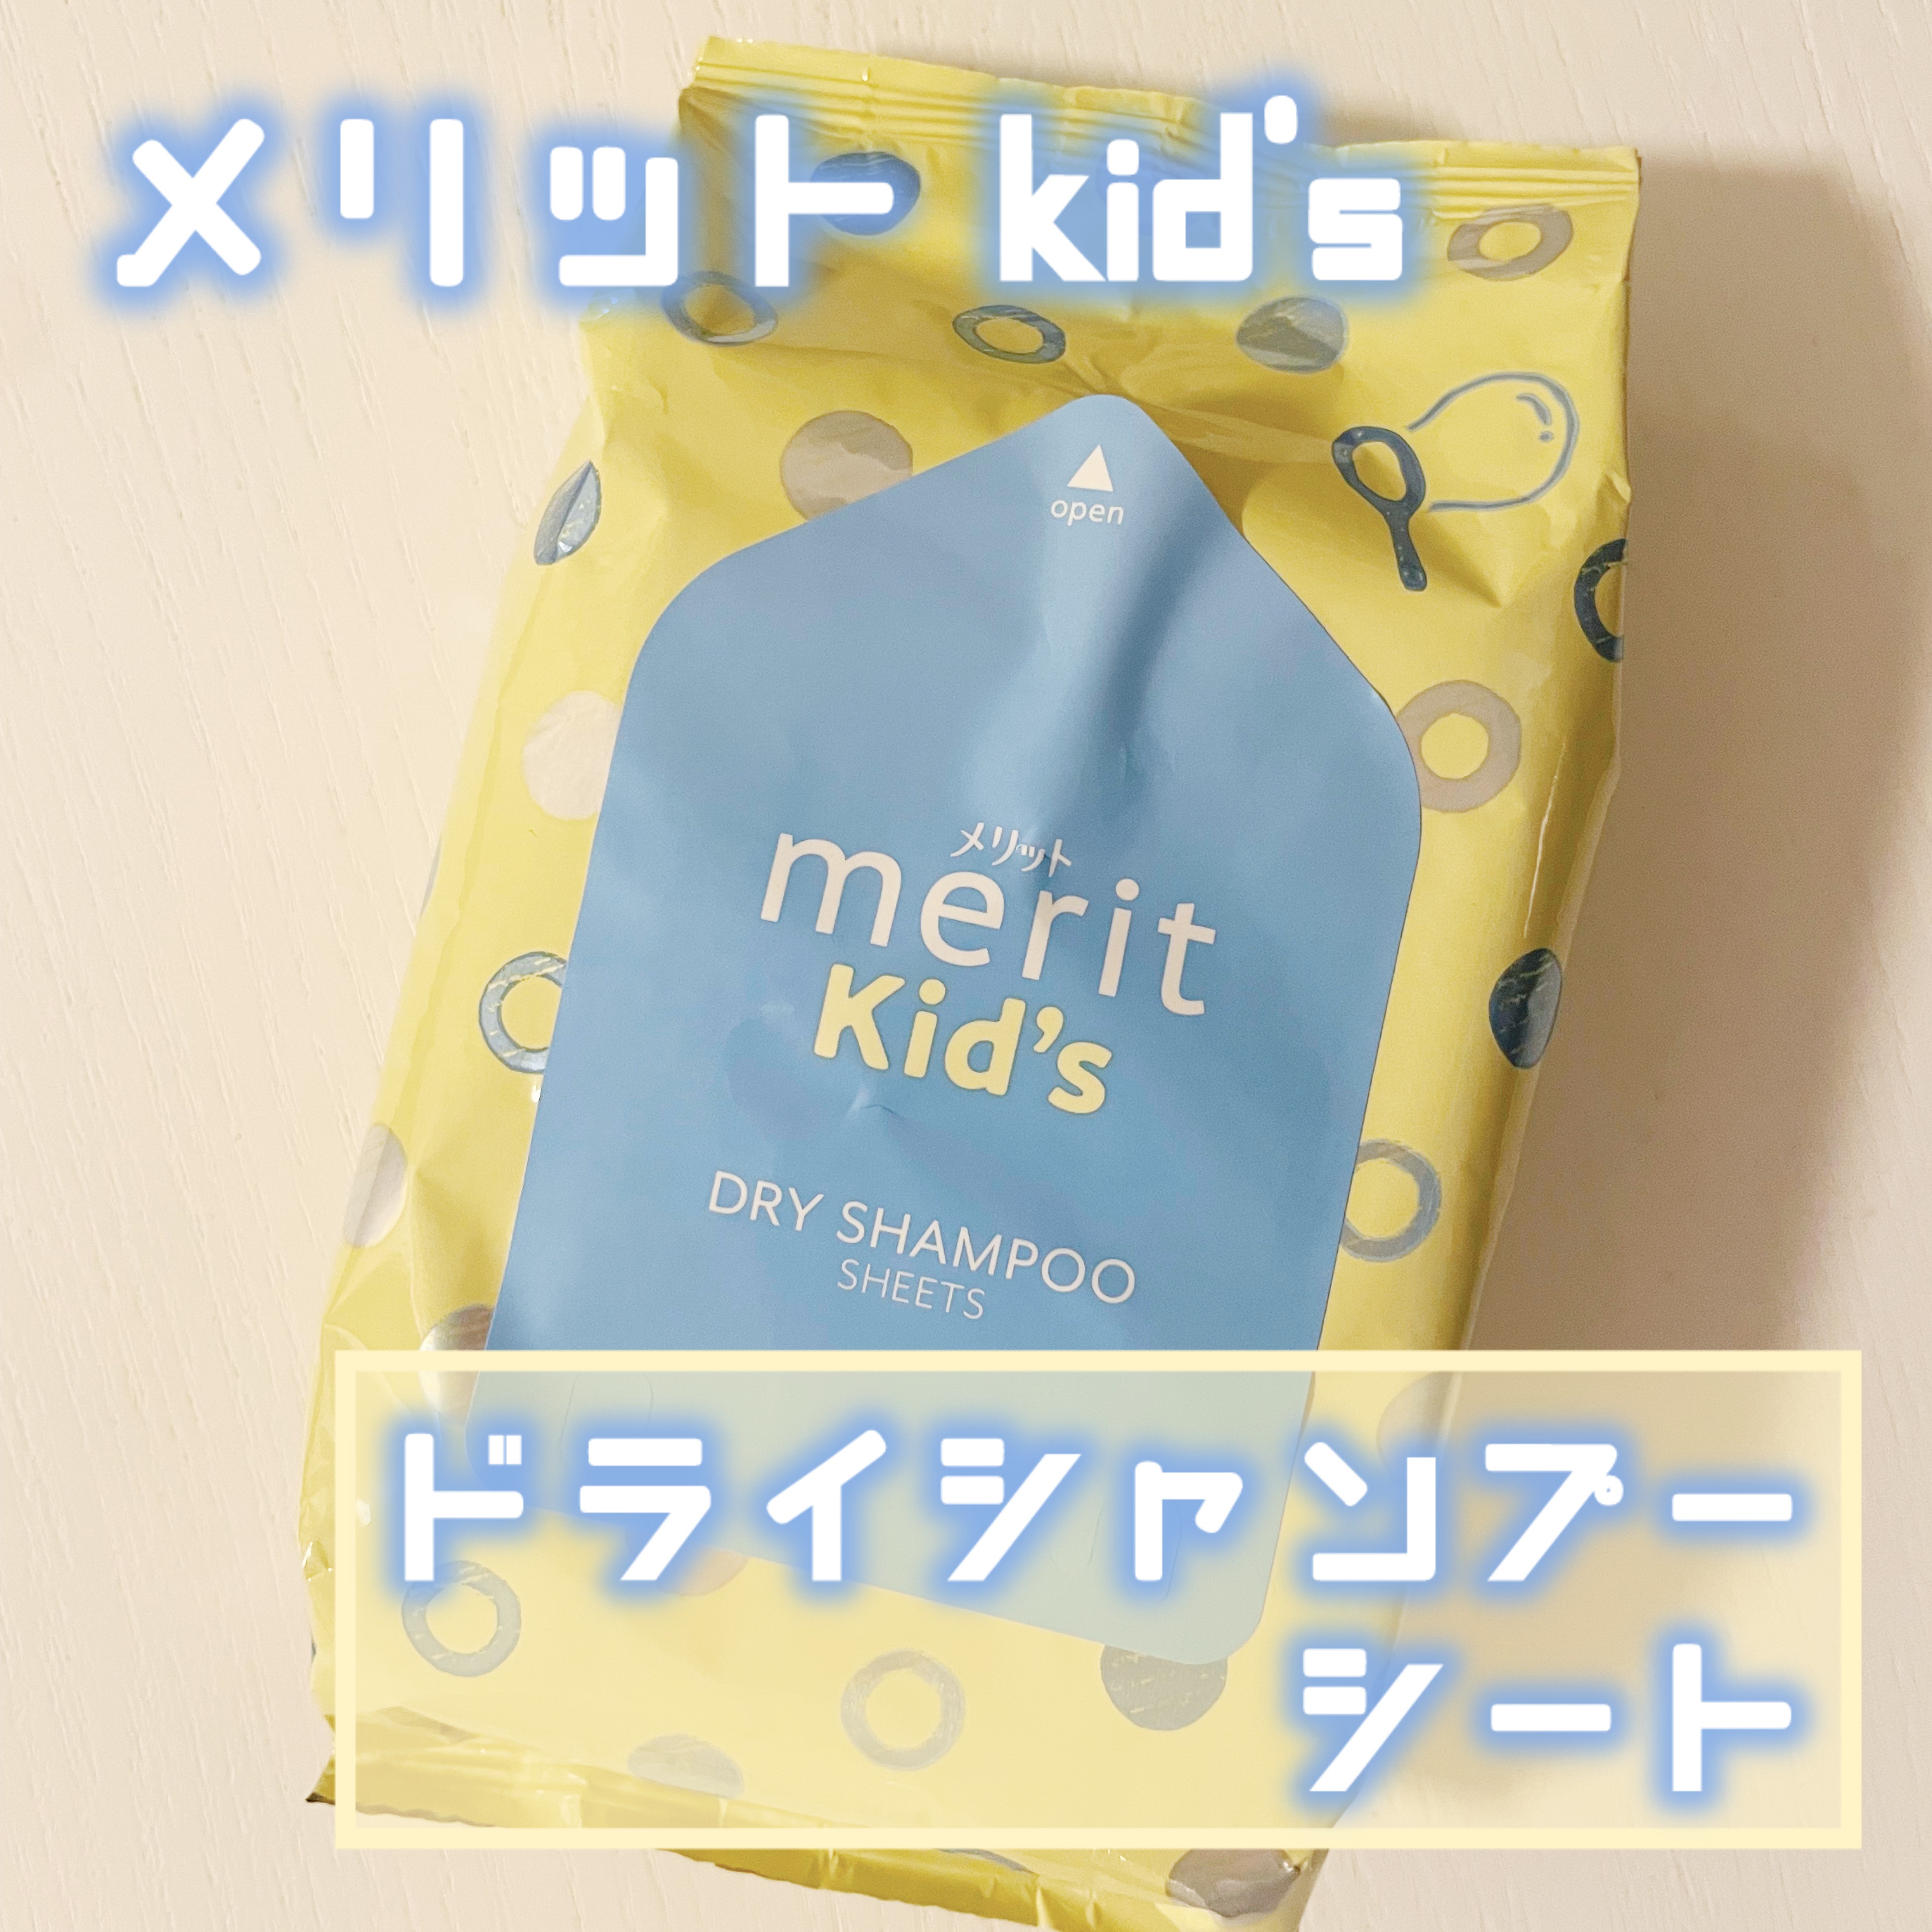 メリット kid's
open
メリット
merit
Kid's
DRY SHAMPOO
SHEETS
ドライシャンプー
シート